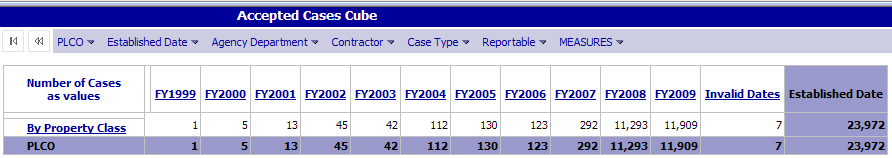 Accepted Cases Cube
PLCO Established Date Agency Department Contractor Case Type Reportable MEASURES
Number of Cases as values FY1999 FY2000 FY2001 FY2002 FY2003 FY2004 FY2005 FY2006 FY2007 FY2008 FY2009 Invalid Dates Established Date
By Property Class 1 5 13 45 42 112 130 123 292 11,293 11,909 7 23,972
PLCO 1 5 13 45 42 112 130 123 292 11,293 11,909 7 23,972